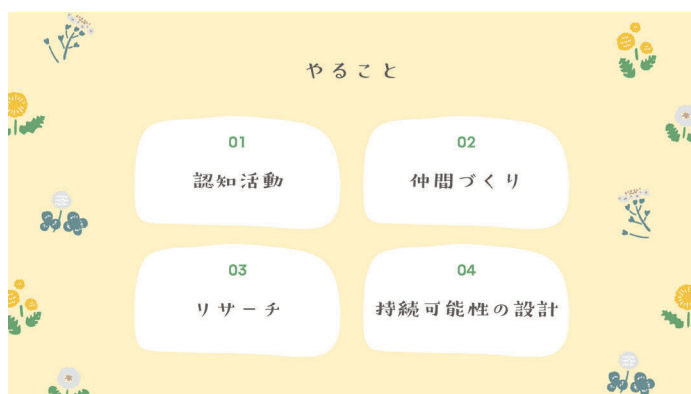 やること
01
認知活動
02
仲間づくり
03
リサーチ
04
持続可能性の設計